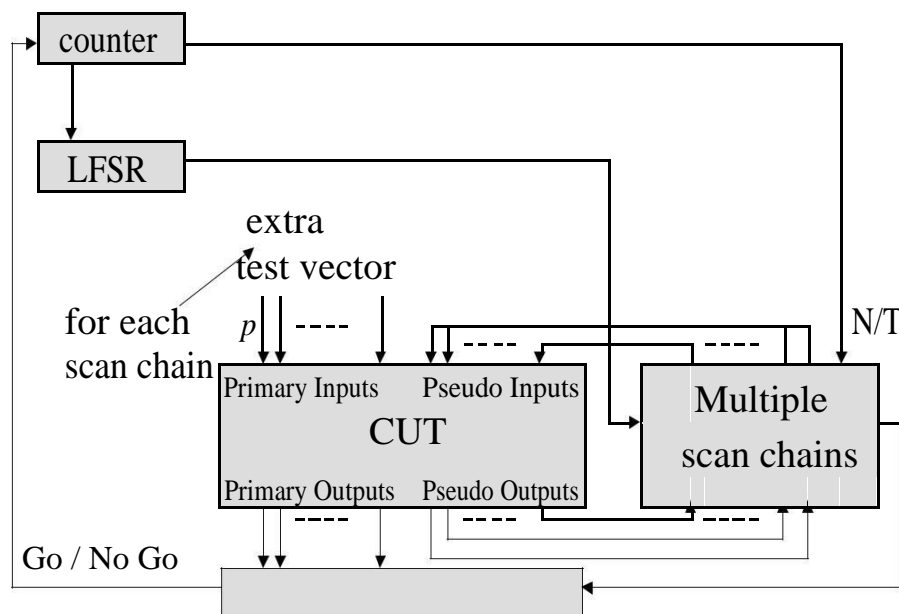 counter
LFSR
extra
test vector
for each
scan chain
p
N/T
Primary Inputs
Pseudo Inputs
CUT
Primary Outputs
Pseudo Outputs
Multiple
scan chains
Go / No Go